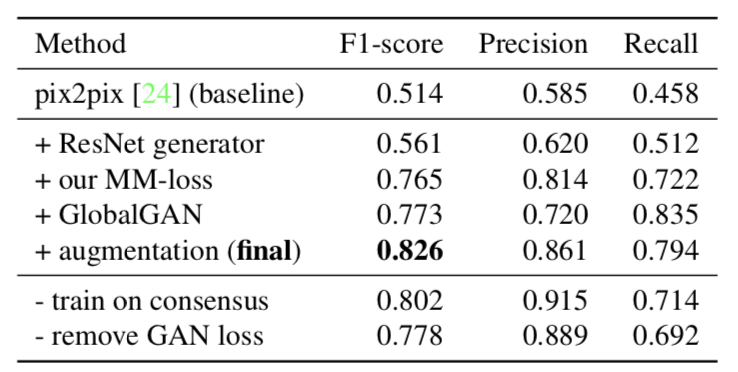 Method F1-score Precision Recall
pix2pix [24] (baseline) 0.514 0.585 0.458
+ ResNet generator 0.561 0.620 0.512
+ our MM-loss 0.765 0.814 0.722
+ GlobalGAN 0.773 0.720 0.835
+ augmentation (final) 0.826 0.861 0.794
- train on consensus 0.802 0.915 0.714
- remove GAN loss 0.778 0.889 0.692